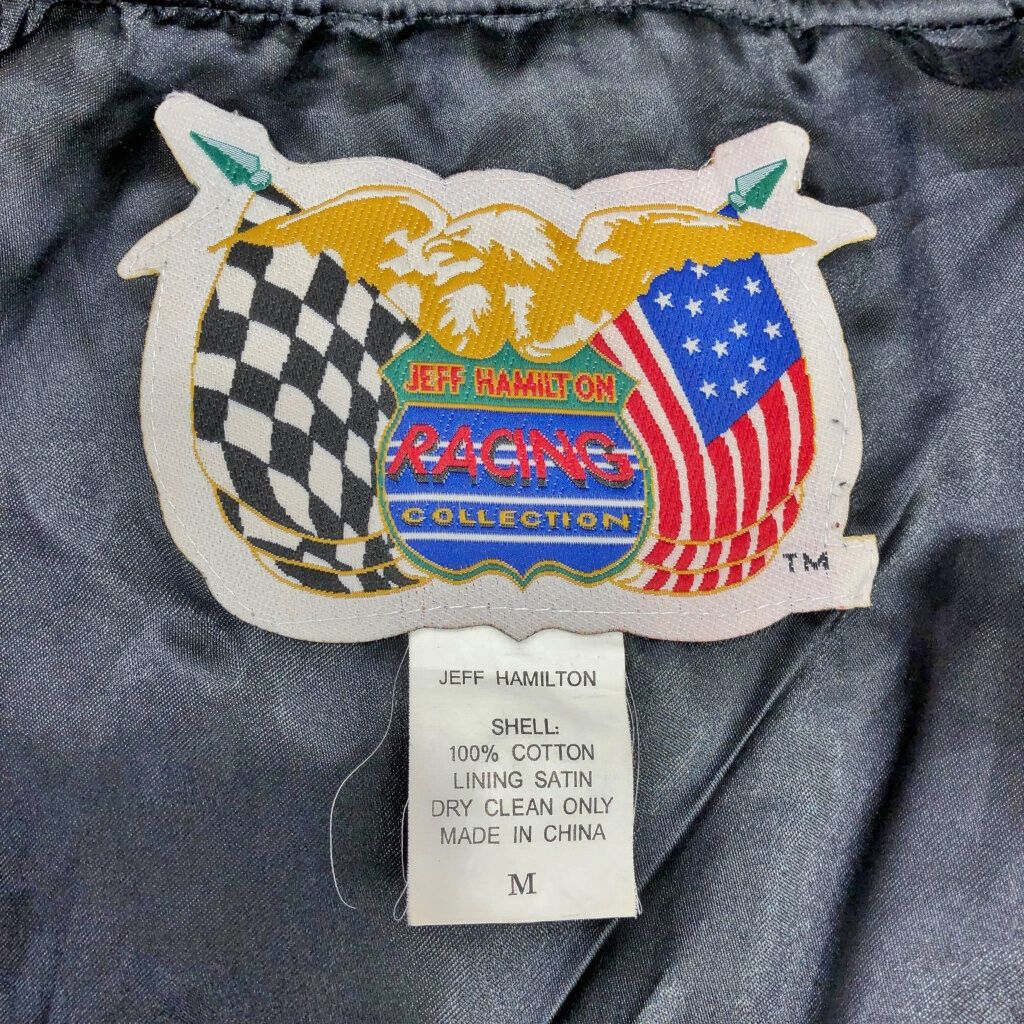 JEFF HAMILTON
RACING
COLLECTION
TM
JEFF HAMILTON
SHELL:
100% COTTON
LINING SATIN
DRY CLEAN ONLY
MADE IN CHINA
M